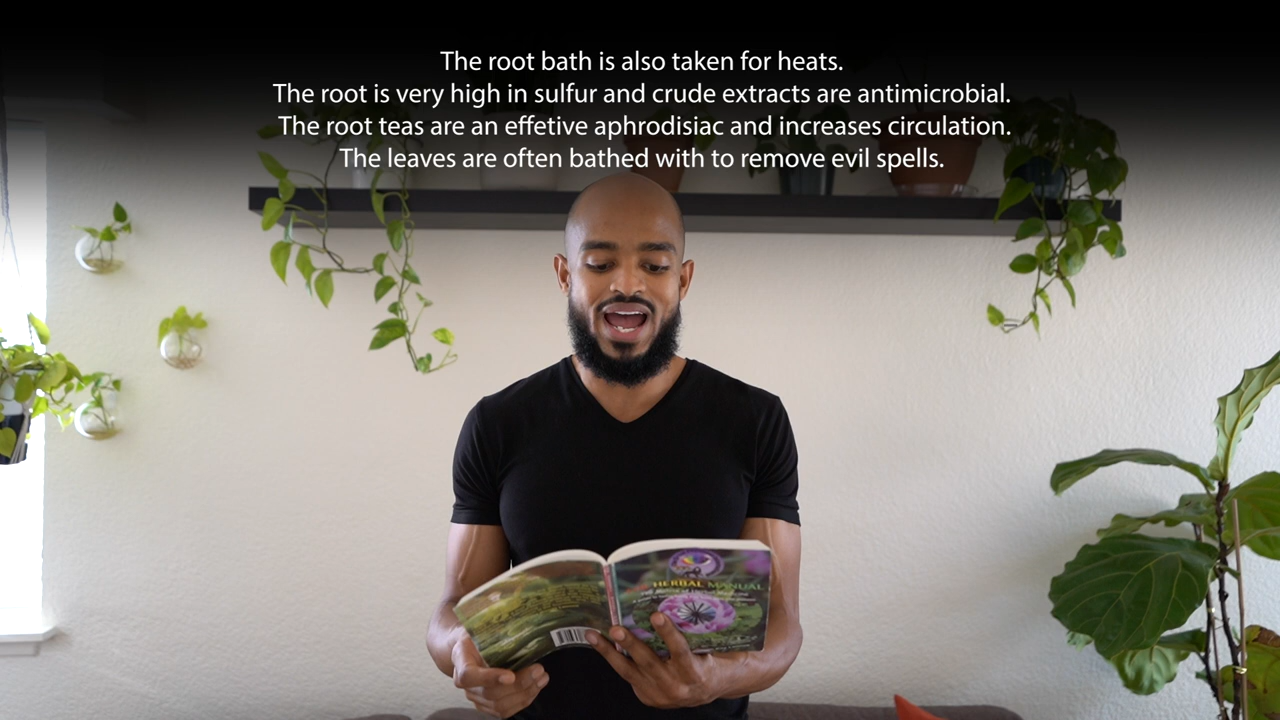 The root bath is also taken for heats.
The root is very high in sulfur and crude extracts are antimicrobial.
The root teas are an effetive aphrodisiac and increases circulation.
The leaves are often bathed with to remove evil spells.
HERBAL MANUAL